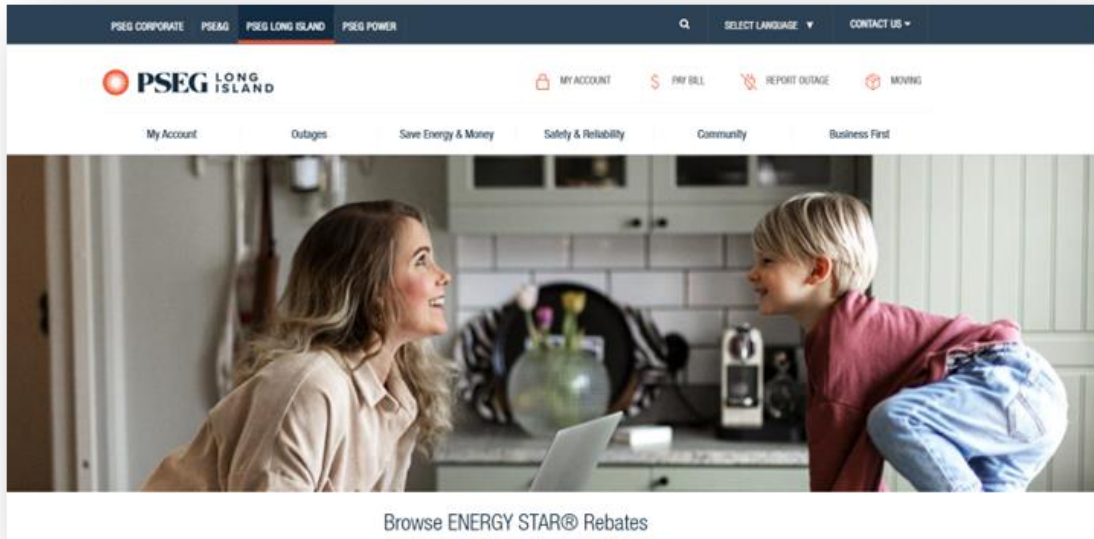 PSEG CORPORATE PSE&G PSEG LONG ISLAND PSEG POWER SELECT LANGUAGE ▼ CONTACT US
PSEG LONG ISLAND MY ACCOUNT PAY BILL REPORT OUTAGE MOVING
My Account Outages Save Energy & Money Safety & Reliability Community Business First
Browse ENERGY STAR® Rebates